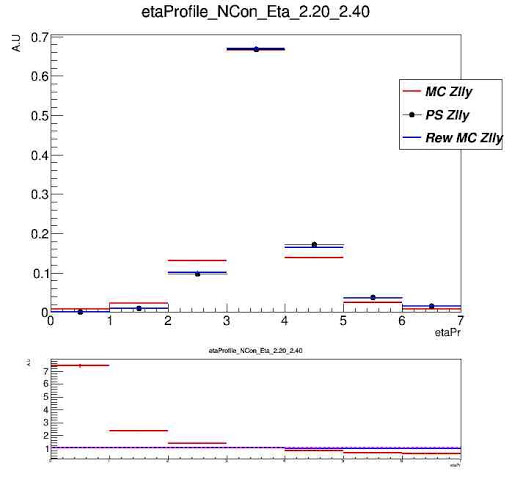 etaProfile_NCon_Eta_2.20_2.40
A.U
0.7
0.6
0.5
0.4
0.3
0.2
0.1
0
0 1 2 3 4 5 6 7
etaPr
MC Zlly
PS Zlly
Rew MC Zlly
etaProfile_NCon_Eta_2.20_2.40
7
6
5
4
3
2
1
etaPr